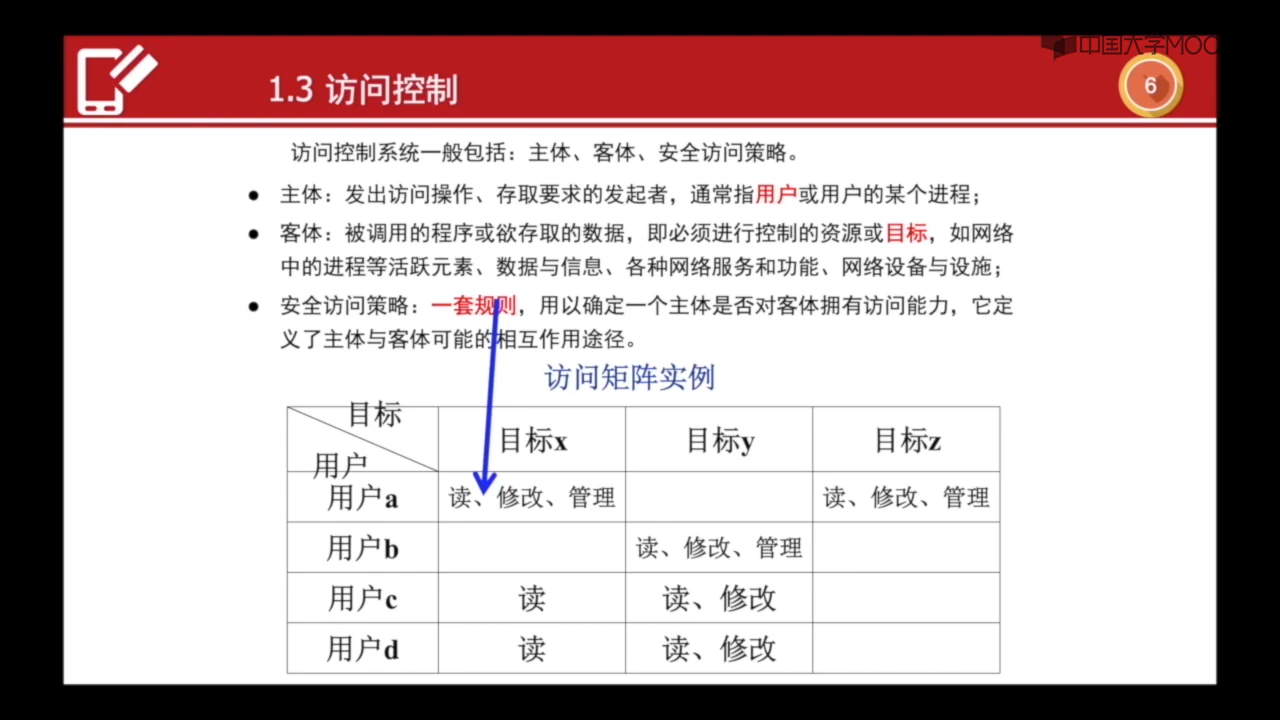 中国大学MOO
1.3 访问控制
6
访问控制系统一般包括：主体、客体、安全访问策略。
● 主体：发出访问操作、存取要求的发起者，通常指用户或用户的某个进程；
● 客体：被调用的程序或欲存取的数据，即必须进行控制的资源或目标，如网络
中的进程等活跃元素、数据与信息、各种网络服务和功能、网络设备与设施；
● 安全访问策略：一套规则，用以确定一个主体是否对客体拥有访问能力，它定
义了主体与客体可能的相互作用途径。
访问矩阵实例
目标
用户
目标x 目标y 目标z
用户a 读、修改、管理 读、修改、管理
用户b 读、修改、管理
用户c 读 读、修改
用户d 读 读、修改